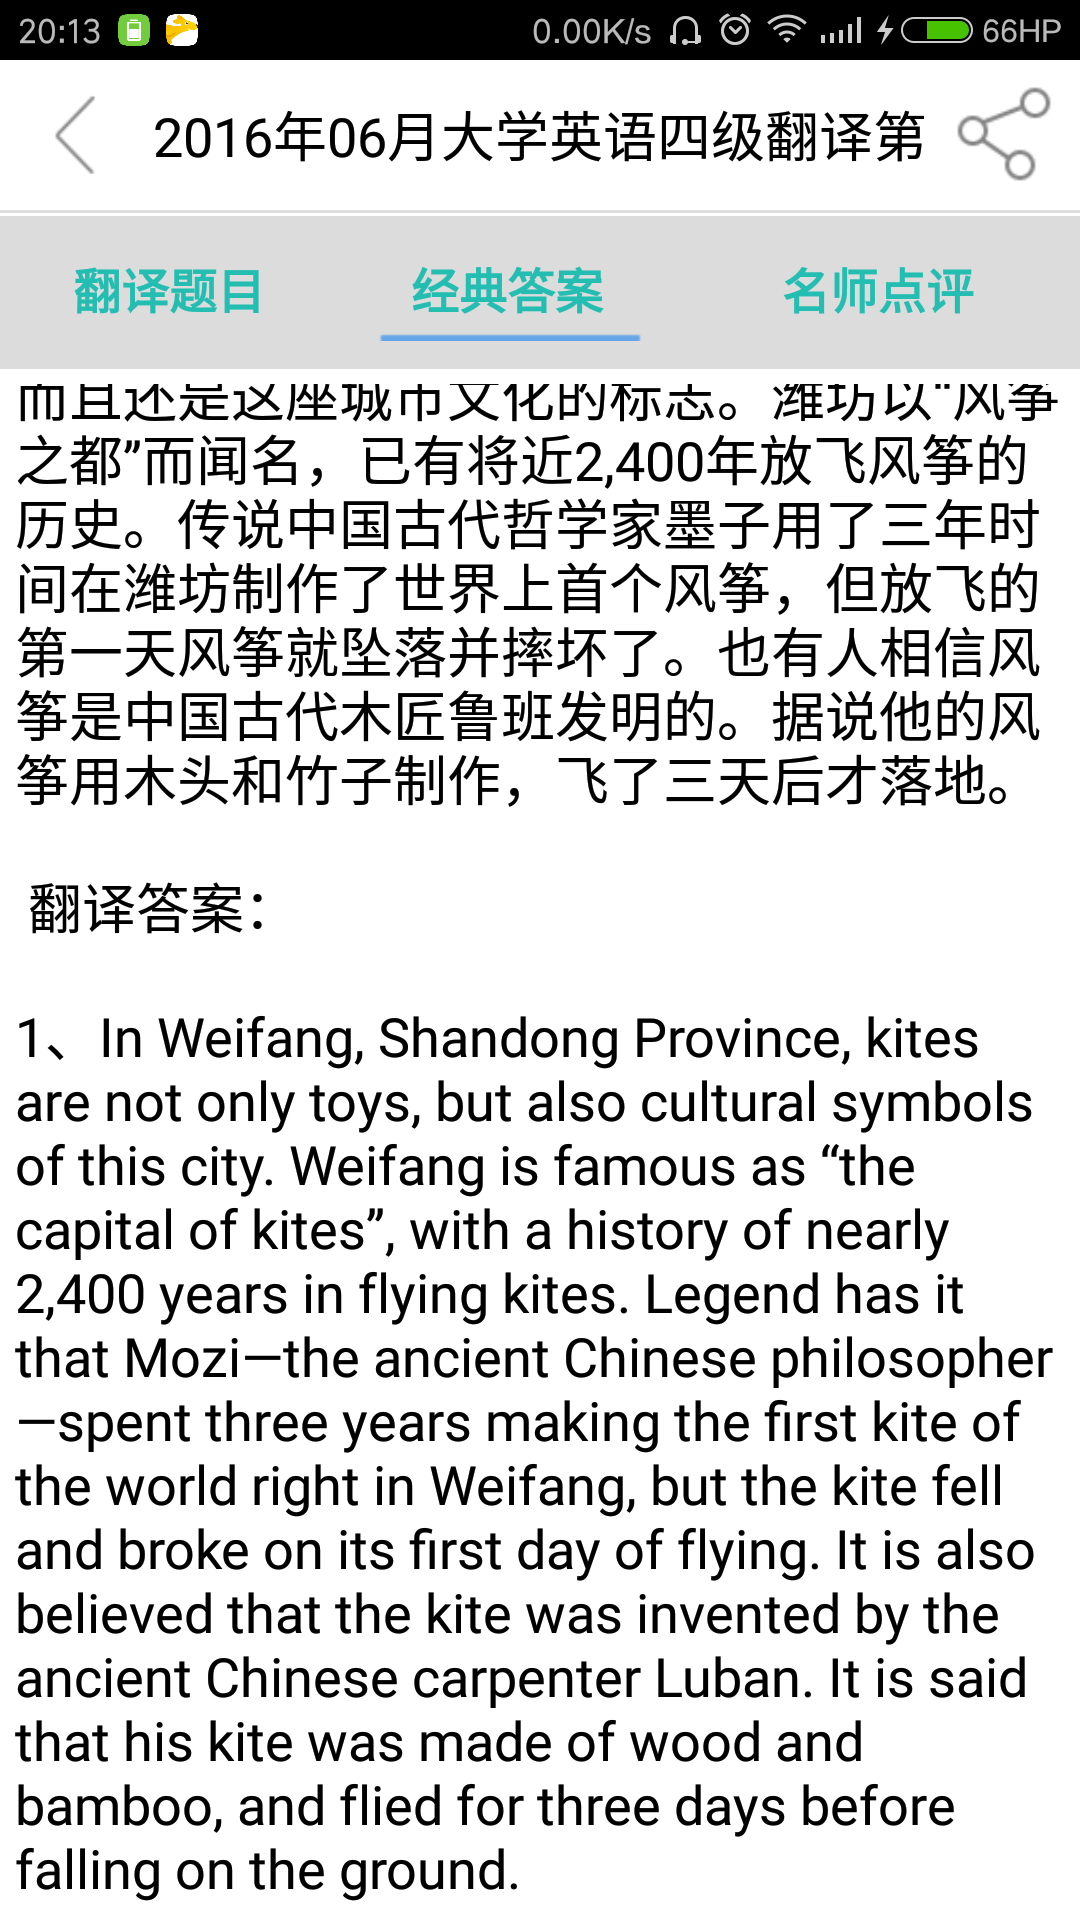 20:13
0.00K/s
66HP
2016年06月大学英语四级翻译第
翻译题目
经典答案
名师点评
而且还是这座城市文化的标志。潍坊以“风筝
之都”而闻名，已有将近2,400年放飞风筝的
历史。传说中国古代哲学家墨子用了三年时
间在潍坊制作了世界上首个风筝，但放飞的
第一天风筝就坠落并摔坏了。也有人相信风
筝是中国古代木匠鲁班发明的。据说他的风
筝用木头和竹子制作，飞了三天后才落地。
翻译答案：
1、In Weifang, Shandong Province, kites
are not only toys, but also cultural symbols
of this city. Weifang is famous as “the
capital of kites”, with a history of nearly
2,400 years in flying kites. Legend has it
that Mozi—the ancient Chinese philosopher
—spent three years making the first kite of
the world right in Weifang, but the kite fell
and broke on its first day of flying. It is also
believed that the kite was invented by the
ancient Chinese carpenter Luban. It is said
that his kite was made of wood and
bamboo, and flied for three days before
falling on the ground.